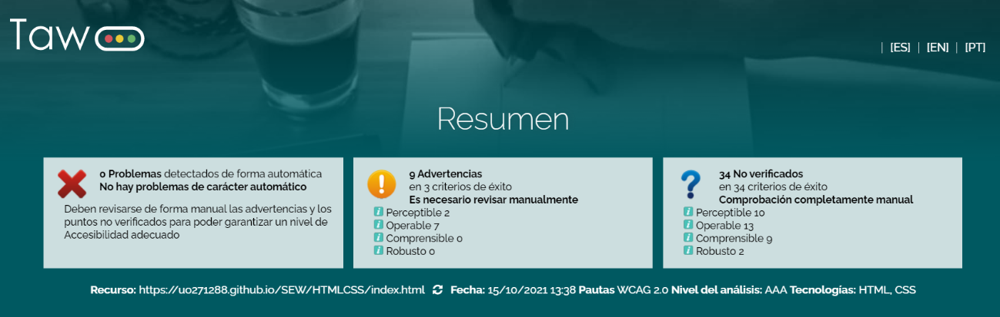 Taw
| [ES] | [EN] | [PT]
Resumen
0 Problemas detectados de forma automática
No hay problemas de carácter automático
Deben revisarse de forma manual las advertencias y los
puntos no verificados para poder garantizar un nivel de
Accesibilidad adecuado
9 Advertencias
en 3 criterios de éxito
Es necesario revisar manualmente
Perceptible 2
Operable 7
Comprensible 0
Robusto 0
34 No verificados
en 34 criterios de éxito
Comprobación completamente manual
Perceptible 10
Operable 13
Comprensible 9
Robusto 2
Recurso: https://uo271288.github.io/SEW/HTMLCSS/index.html Fecha: 15/10/2021 13:38 Pautas WCAG 2.0 Nivel del análisis: AAA Tecnologías: HTML, CSS